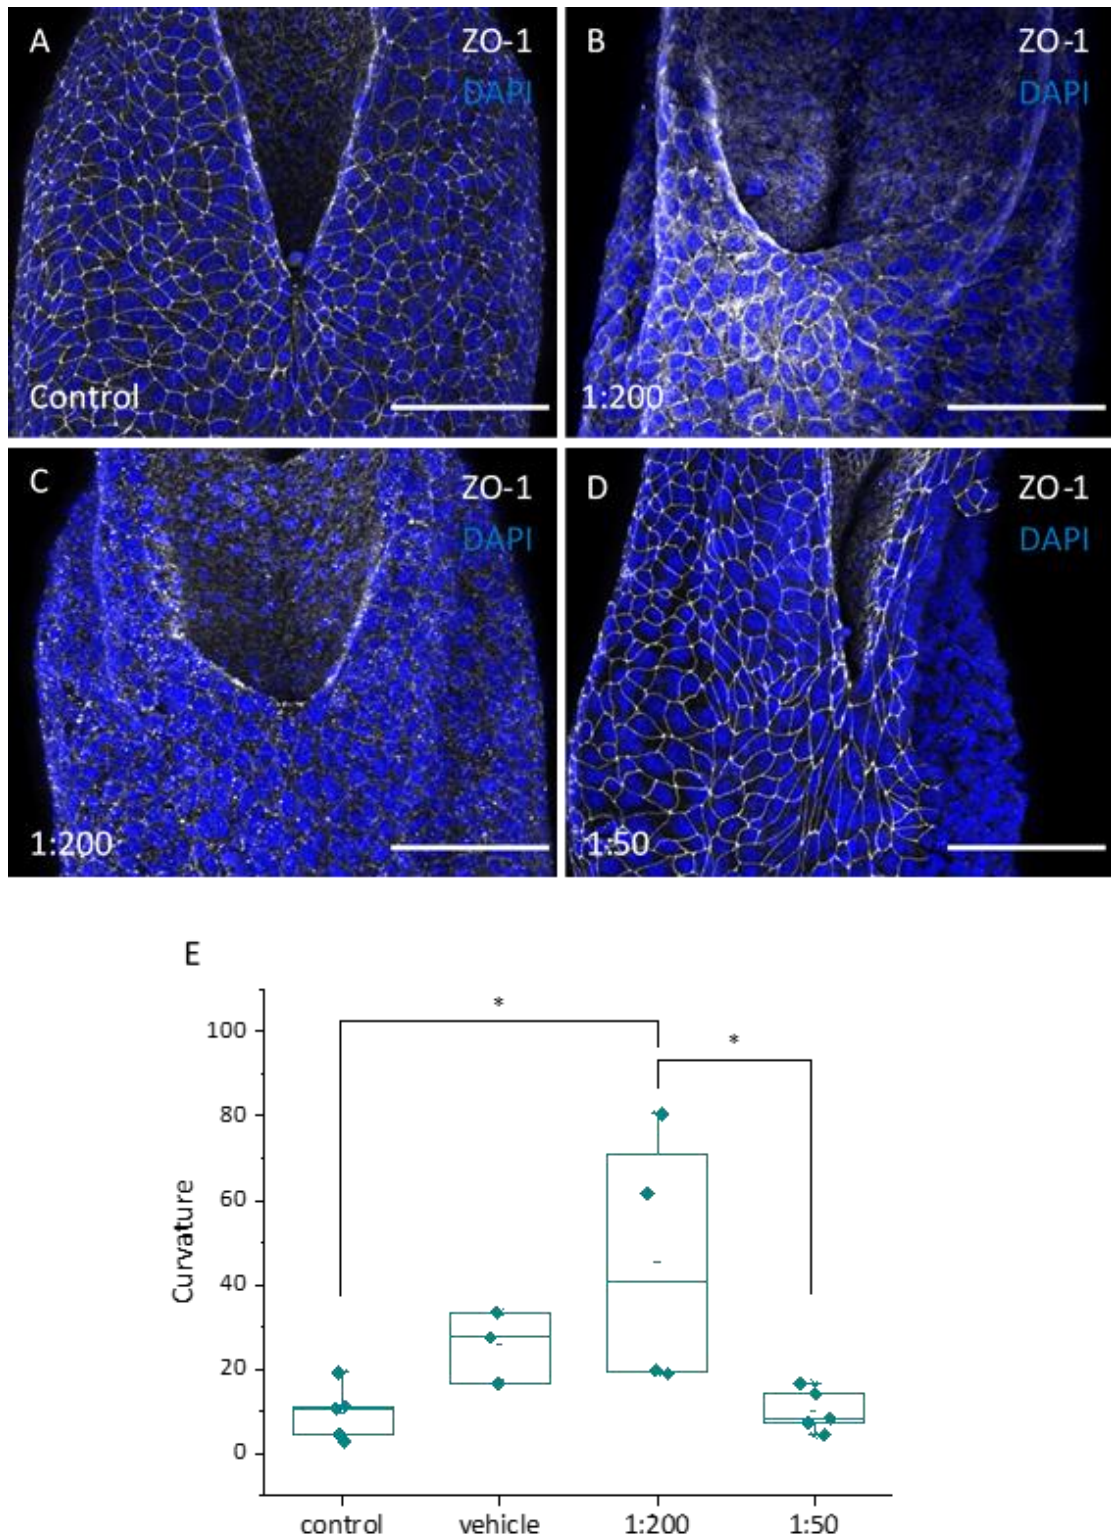 A ZO-1
DAPI
Control
B ZO-1
DAPI
1:200
C ZO-1
DAPI
1:200
D ZO-1
DAPI
1:50
E
*
*
100
80
60
40
20
0
Curvature
control vehicle 1:200 1:50